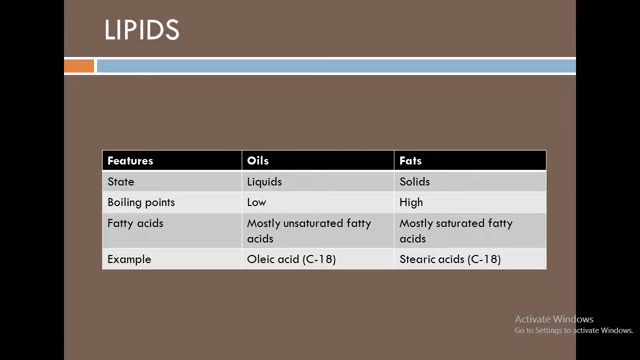 LIPIDS
Features Oils Fats
State Liquids Solids
Boiling points Low High
Fatty acids Mostly unsaturated fatty acids Mostly saturated fatty acids
Example Oleic acid (C-18) Stearic acids (C-18)
Activate Windows
Go to Settings to activate Windows.